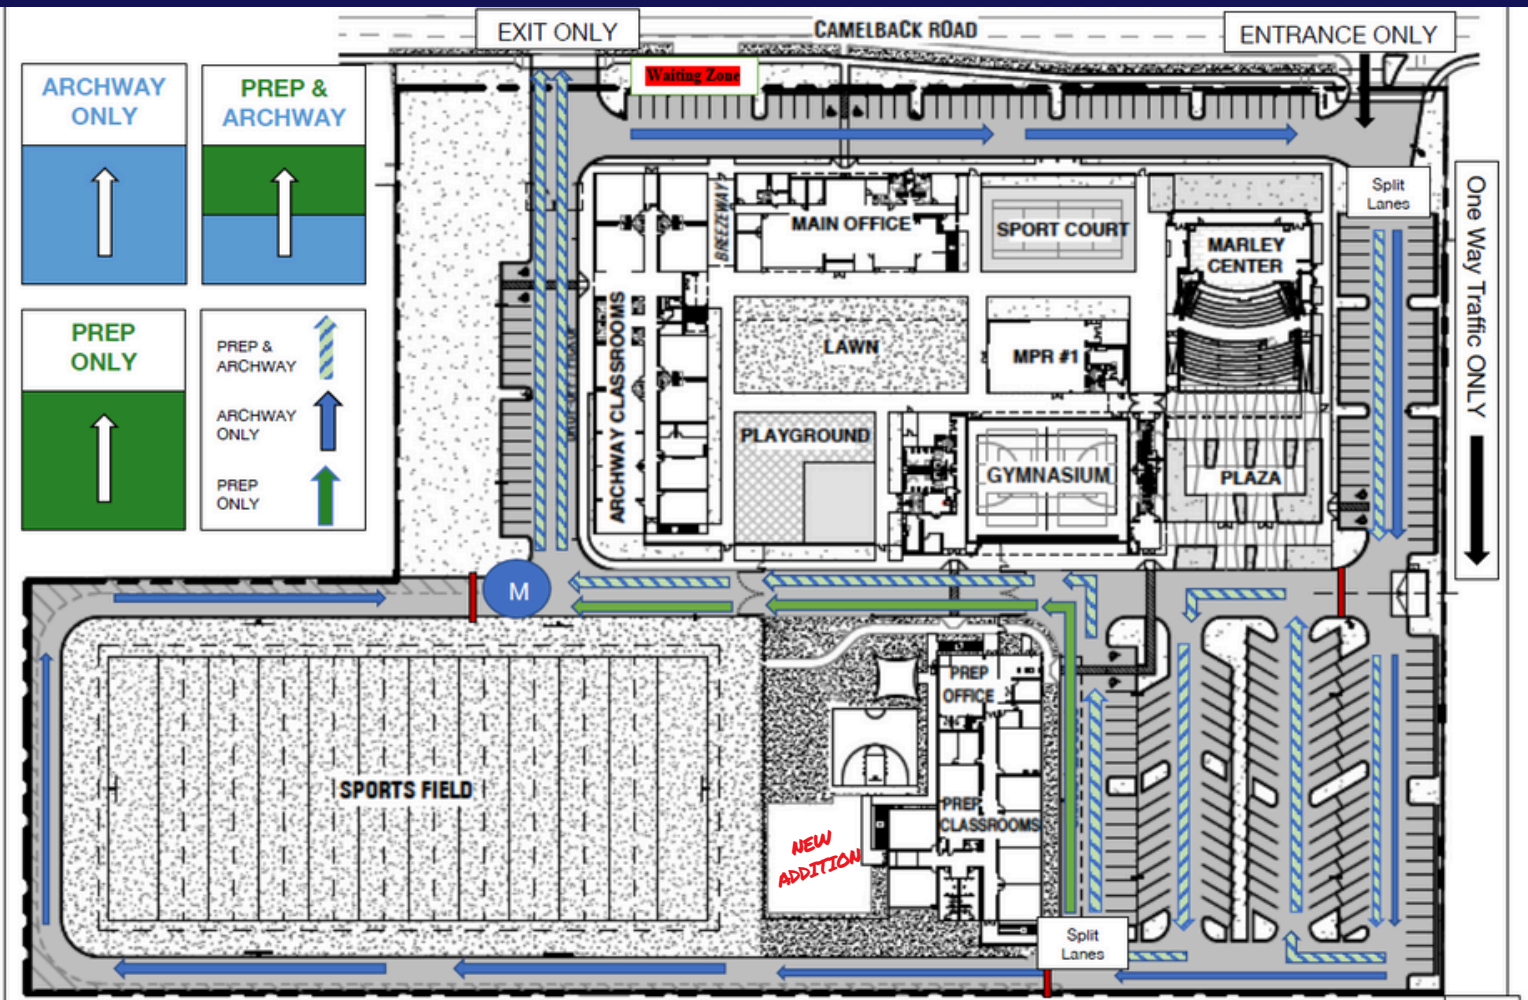 EXIT ONLY
CAMELBACK ROAD
ENTRANCE ONLY
Waiting Zone
ARCHWAY
ONLY
PREP &
ARCHWAY
PREP
ONLY
PREP &
ARCHWAY
ARCHWAY
ONLY
PREP
ONLY
Split
Lanes
One Way Traffic ONLY
BREEZEWAY
MAIN OFFICE
SPORT COURT
MARLEY
CENTER
ARCHWAY CLASSROOMS
LAWN
MPR #1
PLAYGROUND
GYMNASIUM
PLAZA
M
PREP
OFFICE
SPORTS FIELD
PREP
CLASSROOMS
NEW
ADDITION
Split
Lanes